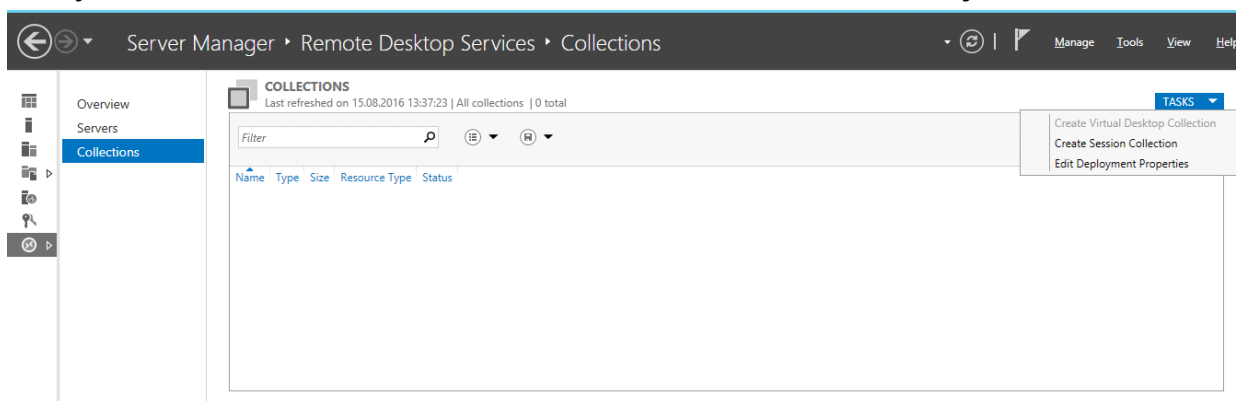 Server Manager ‣ Remote Desktop Services ‣ Collections
Manage Tools View Help
Overview
Servers
Collections
COLLECTIONS
Last refreshed on 15.08.2016 13:37:23 | All collections | 0 total
TASKS
Create Virtual Desktop Collection
Create Session Collection
Edit Deployment Properties
Filter
Name Type Size Resource Type Status